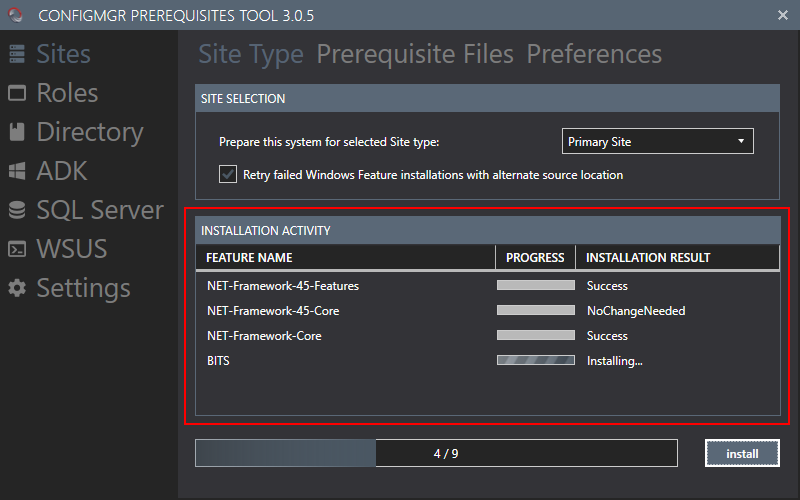 CONFIGMGR PREREQUISITES TOOL 3.0.5
Sites
Roles
Directory
ADK
SQL Server
WSUS
Settings
Site Type Prerequisite Files Preferences
SITE SELECTION
Prepare this system for selected Site type: Primary Site
Retry failed Windows Feature installations with alternate source location
INSTALLATION ACTIVITY
FEATURE NAME PROGRESS INSTALLATION RESULT
NET-Framework-45-Features Success
NET-Framework-45-Core NoChangeNeeded
NET-Framework-Core Success
BITS Installing...
4 / 9 install